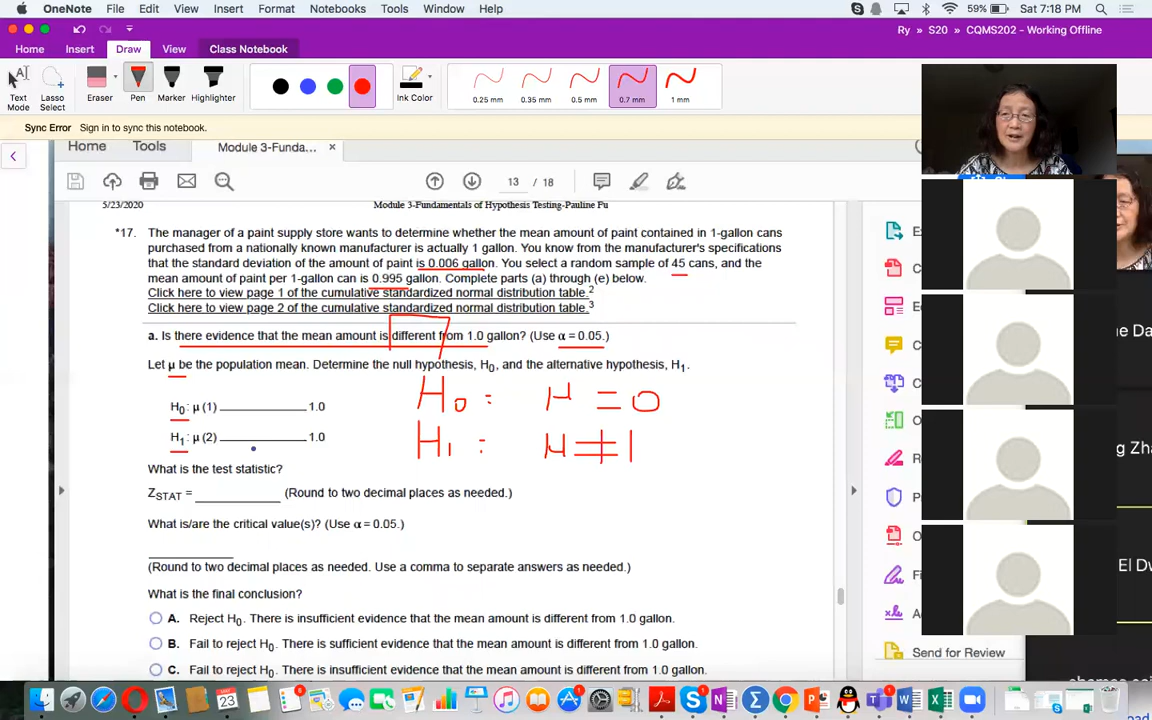 OneNote File Edit View Insert Format Notebooks Tools Window Help 59% Sat 7:18 PM
Ry » S20 » CQMS202 - Working Offline
Home Insert Draw View Class Notebook
Text Mode Lasso Select Eraser Pen Marker Highlighter Ink Color 0.25 mm 0.35 mm 0.5 mm 0.7 mm 1 mm
Sync Error Sign in to sync this notebook.
Home Tools Module 3-Funda... ×
13 / 18
5/23/2020 Module 3-Fundamentals of Hypothesis Testing-Pauline Fu
*17. The manager of a paint supply store wants to determine whether the mean amount of paint contained in 1-gallon cans
purchased from a nationally known manufacturer is actually 1 gallon. You know from the manufacturer's specifications
that the standard deviation of the amount of paint is 0.006 gallon. You select a random sample of 45 cans, and the
mean amount of paint per 1-gallon can is 0.995 gallon. Complete parts (a) through (e) below.
Click here to view page 1 of the cumulative standardized normal distribution table.2
Click here to view page 2 of the cumulative standardized normal distribution table.3
a. Is there evidence that the mean amount is different from 1.0 gallon? (Use α = 0.05.)
Let μ be the population mean. Determine the null hypothesis, H0, and the alternative hypothesis, H1.
H0: μ = 0
H0: μ (1) ____________ 1.0
H1: μ ≠ 1
H1: μ (2) ____________ 1.0
What is the test statistic?
ZSTAT = ____________ (Round to two decimal places as needed.)
What is/are the critical value(s)? (Use α = 0.05.)
____________
(Round to two decimal places as needed. Use a comma to separate answers as needed.)
What is the final conclusion?
A. Reject H0. There is insufficient evidence that the mean amount is different from 1.0 gallon.
B. Fail to reject H0. There is sufficient evidence that the mean amount is different from 1.0 gallon.
C. Fail to reject H0. There is insufficient evidence that the mean amount is different from 1.0 gallon.
Send for Review